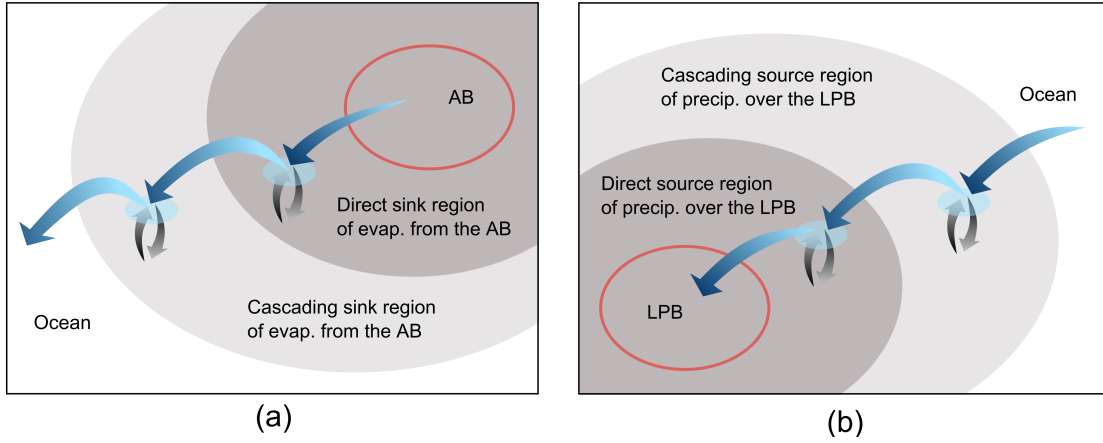 AB
Direct sink region
of evap. from the AB
Cascading sink region
of evap. from the AB
Ocean
(a)
Cascading source region
of precip. over the LPB
Ocean
Direct source region
of precip. over the LPB
LPB
(b)